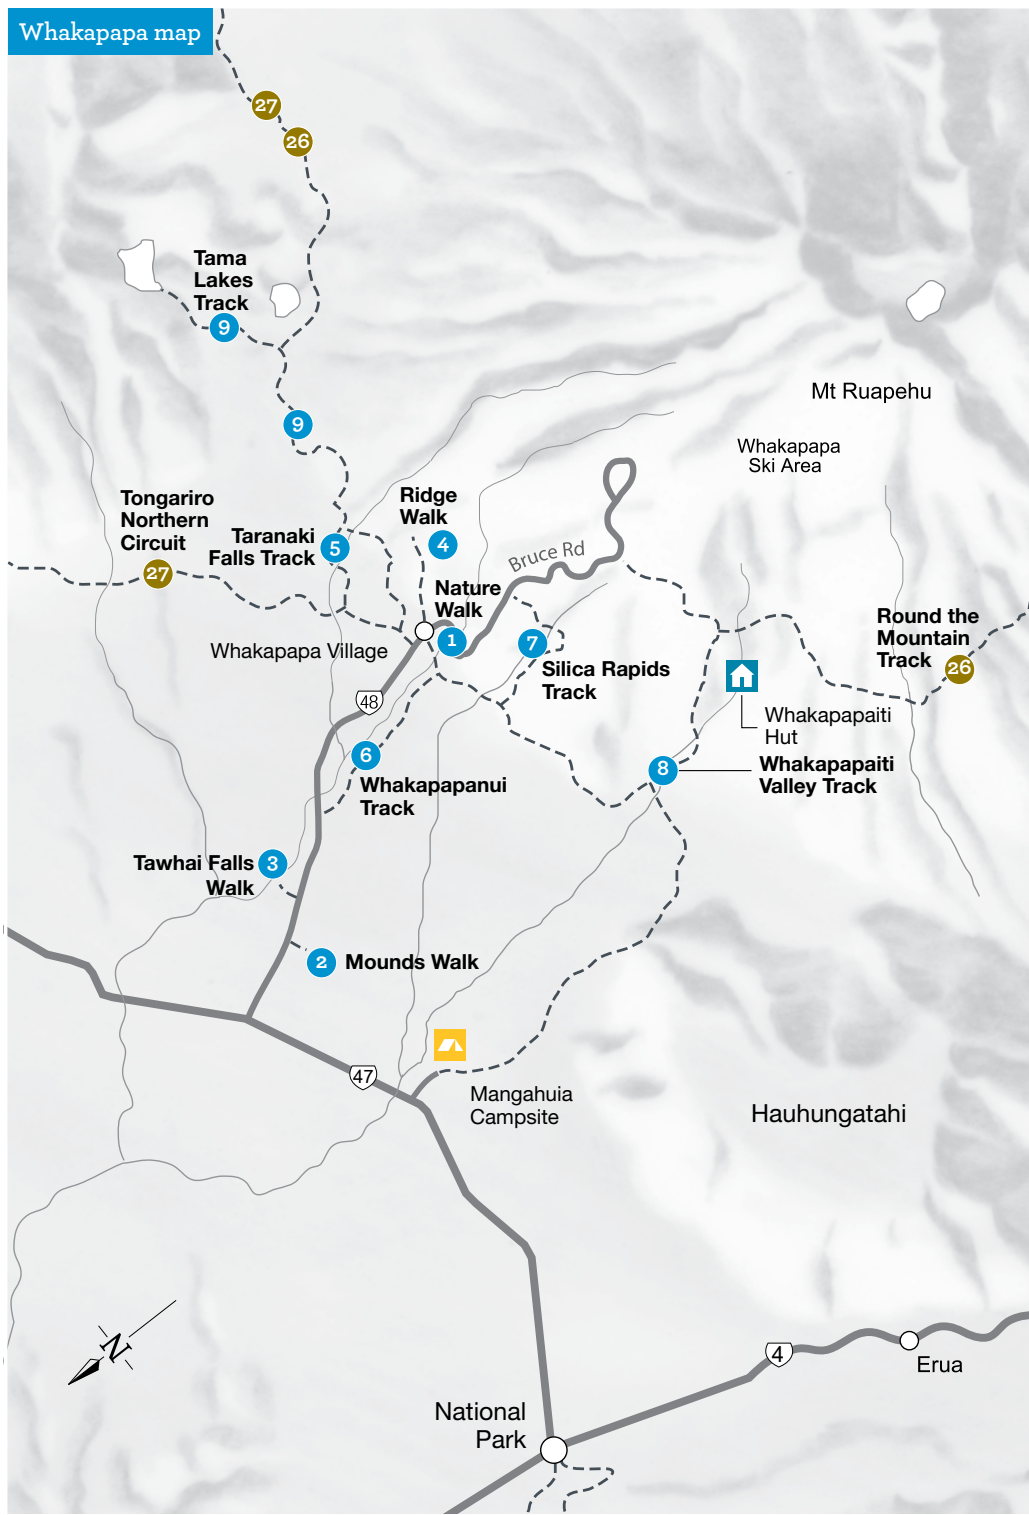 Whakapapa map
27
26
Tama
Lakes
Track
9
9
Mt Ruapehu
Whakapapa
Ski Area
Tongariro
Northern
Circuit
27
Taranaki
Falls Track
5
Ridge
Walk
4
Bruce Rd
Nature
Walk
1
Whakapapa Village
7
Silica Rapids
Track
Round the
Mountain
Track
26
48
Whakapapaiti
Hut
6
Whakapapanui
Track
8
Whakapapaiti
Valley Track
Tawhai Falls
Walk
3
2
Mounds Walk
47
Mangahuia
Campsite
Hauhungatahi
N
4
Erua
National
Park